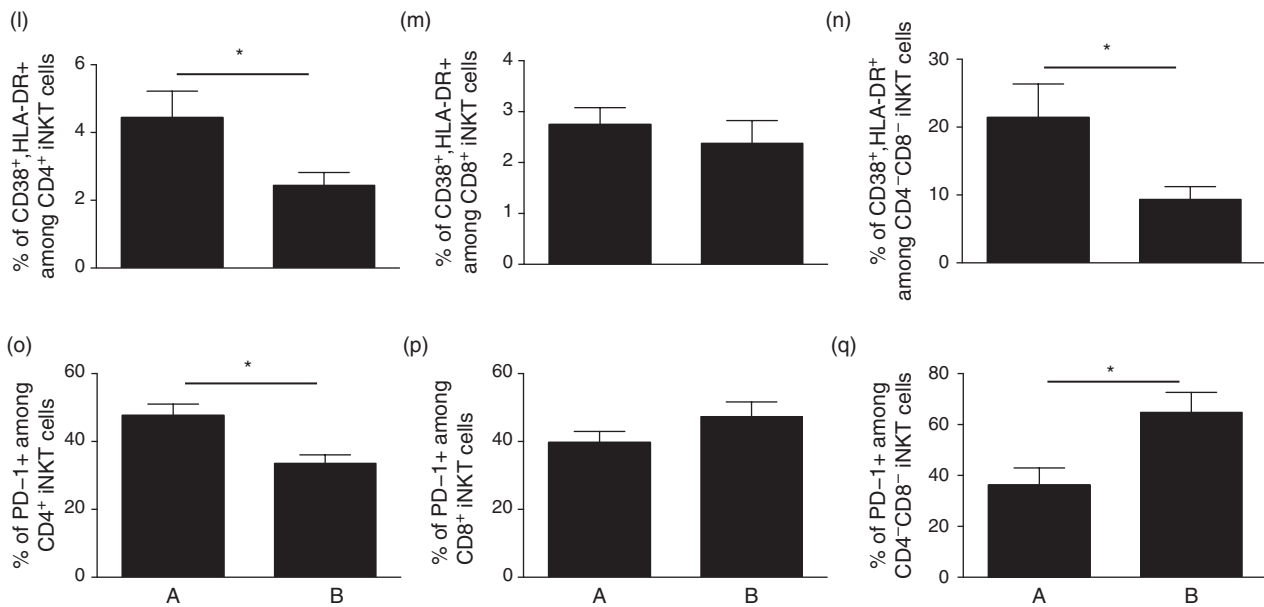 (l)
% of CD38⁺,HLA-DR+
among CD4⁺ iNKT cells
6
4
2
0
*
(m)
% of CD38⁺,HLA-DR+
among CD8⁺ iNKT cells
4
3
2
1
0
(n)
% of CD38⁺,HLA-DR⁺
among CD4⁻CD8⁻ iNKT cells
30
20
10
0
*
(o)
% of PD–1+ among
CD4⁺ iNKT cells
60
40
20
0
*
A B
(p)
% of PD–1+ among
CD8⁺ iNKT cells
60
40
20
0
A B
(q)
% of PD–1+ among
CD4⁻CD8⁻ iNKT cells
80
60
40
20
0
*
A B